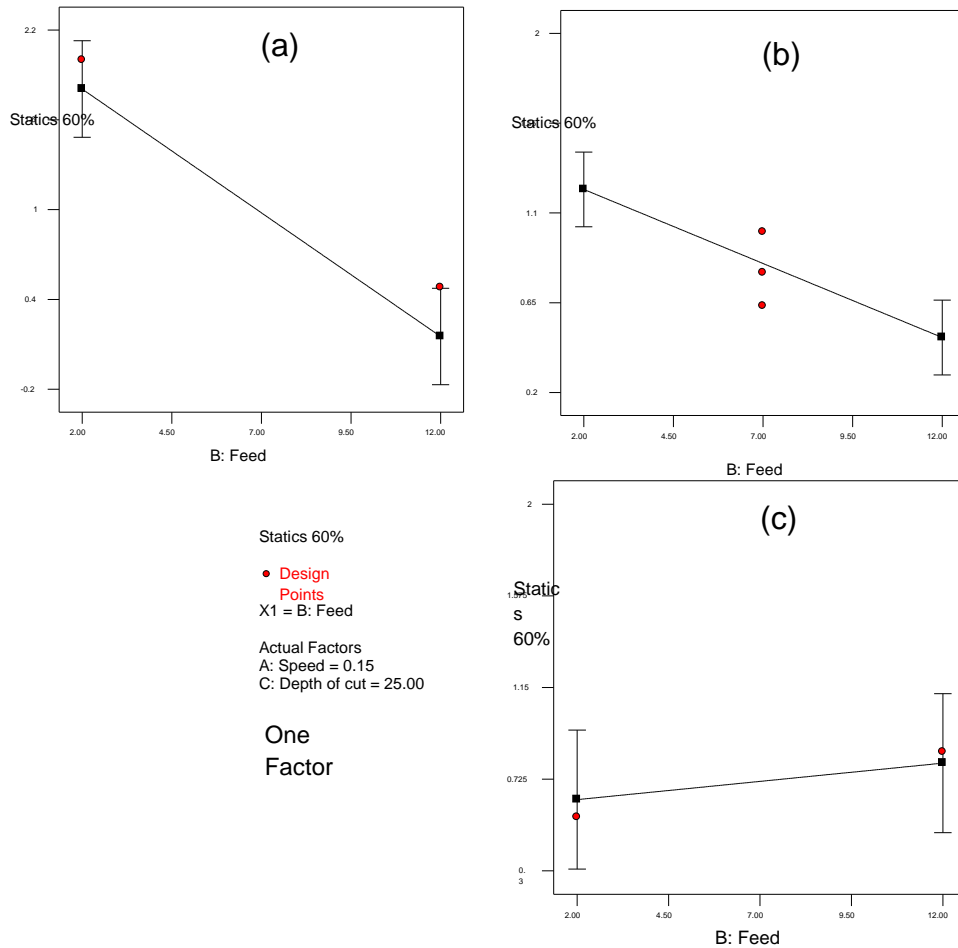 (a)
2.2
Statics 60%
1
0.4
-0.2
2.00 4.50 7.00 9.50 12.00
B: Feed
(b)
2
Statics 60%
1.1
0.65
0.2
2.00 4.50 7.00 9.50 12.00
B: Feed
Statics 60%
Design
Points
X1 = B: Feed
Actual Factors
A: Speed = 0.15
C: Depth of cut = 25.00
One
Factor
(c)
2
Static
1.575
s
60%
1.15
0.725
0.
3
2.00 4.50 7.00 9.50 12.00
B: Feed